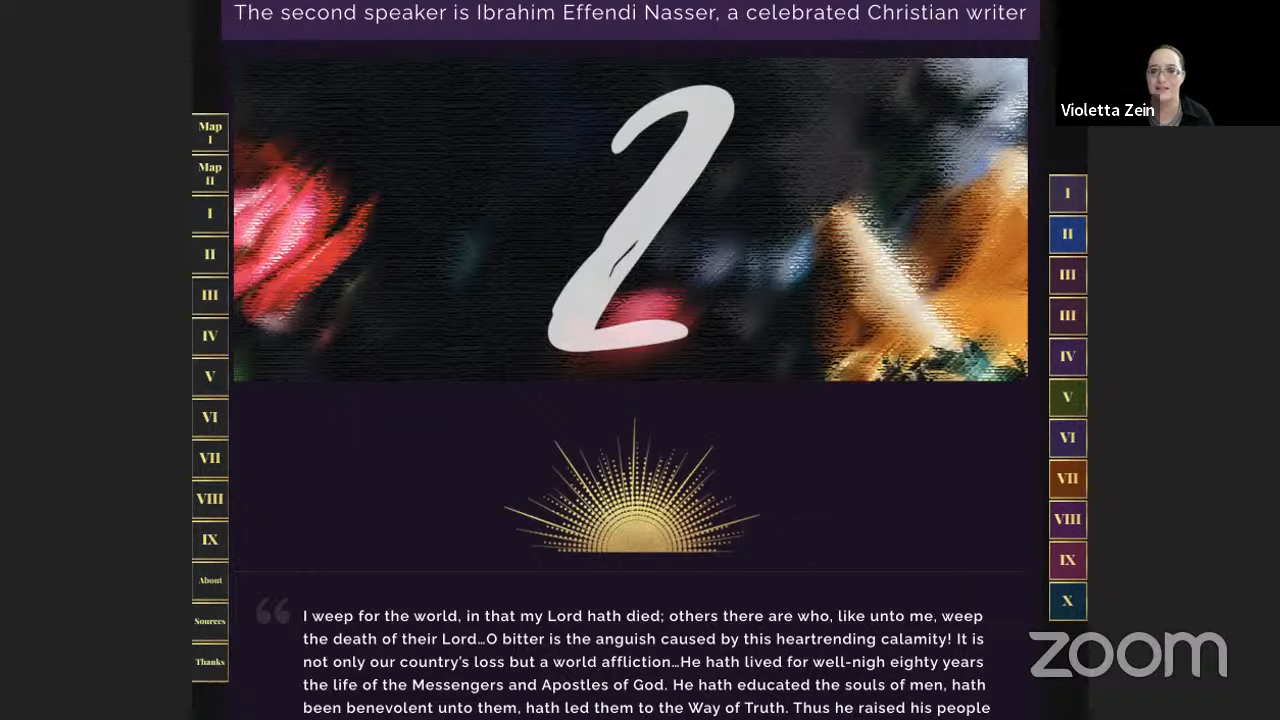 The second speaker is Ibrahim Effendi Nasser, a celebrated Christian writer
Violetta Zein
2
Map
I
Map
II
I
II
III
IV
V
VI
VII
VIII
IX
About
Sources
Thanks
I
II
III
III
IV
V
VI
VII
VIII
IX
X
“
I weep for the world, in that my Lord hath died; others there are who, like unto me, weep
the death of their Lord…O bitter is the anguish caused by this heartrending calamity! It is
not only our country’s loss but a world affliction…He hath lived for well-nigh eighty years
the life of the Messengers and Apostles of God. He hath educated the souls of men, hath
been benevolent unto them, hath led them to the Way of Truth. Thus he raised his people
zoom